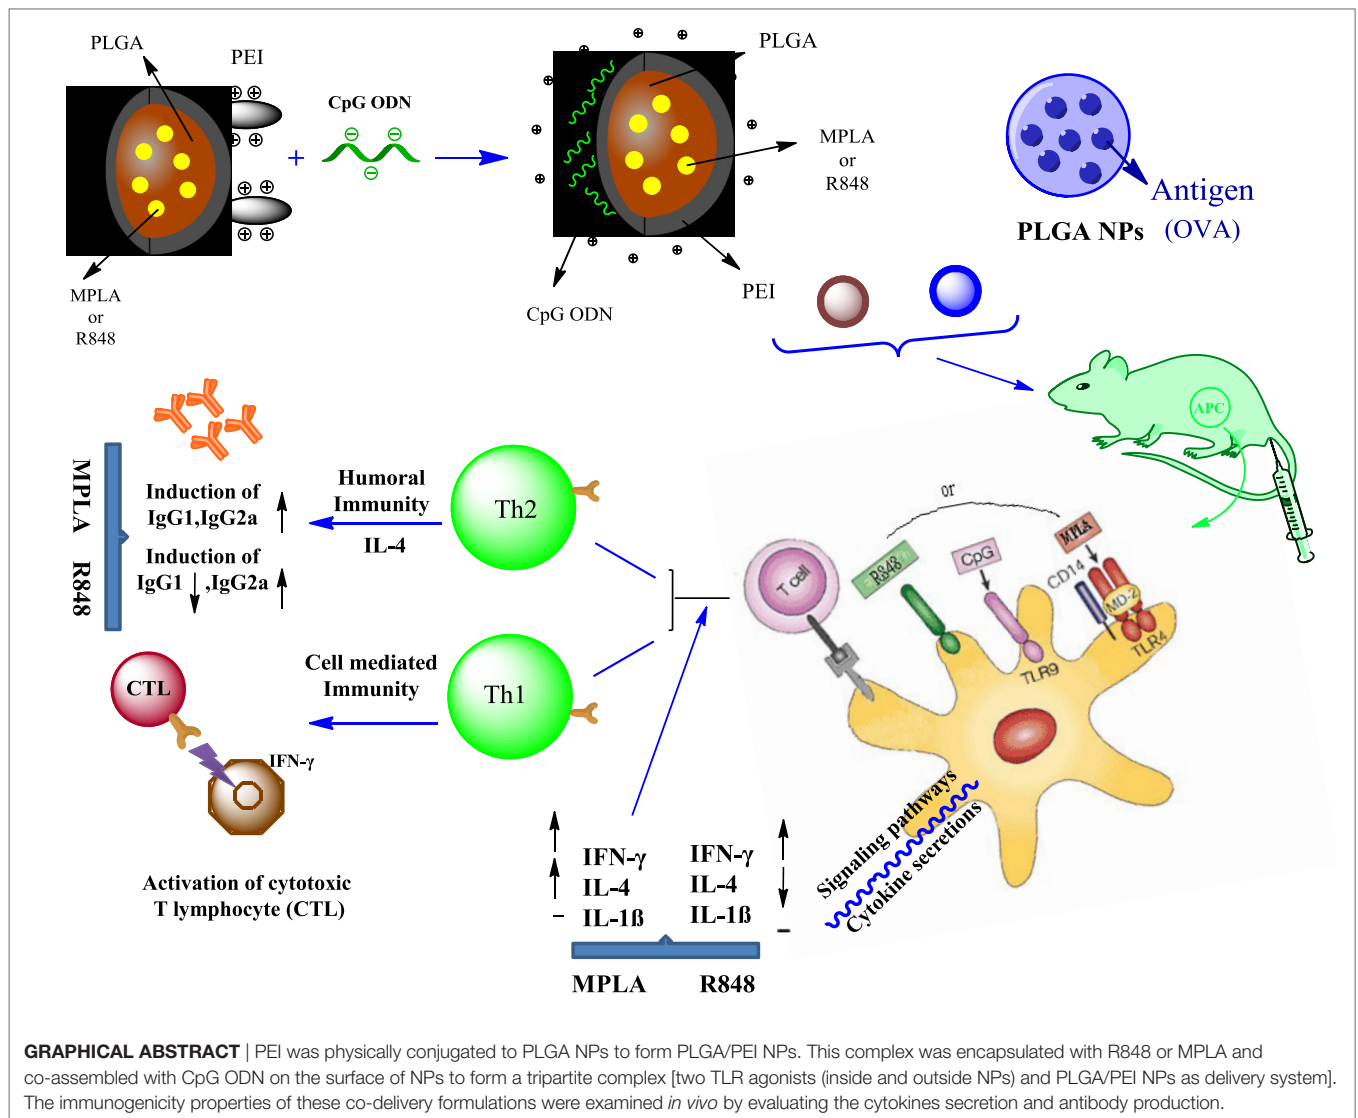 PLGA
PEI
CpG ODN
MPLA
or
R848
PLGA
MPLA
or
R848
PEI
CpG ODN
Antigen
(OVA)
PLGA NPs
APC
MPLA R848
Induction of
IgG1,IgG2a
Induction of
IgG1 ,IgG2a
Humoral
Immunity
IL-4
Th2
Cell mediated
Immunity
Th1
CTL
IFN-γ
Activation of cytotoxic
T lymphocyte (CTL)
or
T cell
R848
CpG
MPLA
CD14
MD-2
TLR4
TLR9
Signaling pathways
Cytokine secretions
IFN-γ IFN-γ
IL-4 IL-4
IL-1ß IL-1ß
MPLA R848
GRAPHICAL ABSTRACT | PEI was physically conjugated to PLGA NPs to form PLGA/PEI NPs. This complex was encapsulated with R848 or MPLA and
co-assembled with CpG ODN on the surface of NPs to form a tripartite complex [two TLR agonists (inside and outside NPs) and PLGA/PEI NPs as delivery system].
The immunogenicity properties of these co-delivery formulations were examined in vivo by evaluating the cytokines secretion and antibody production.